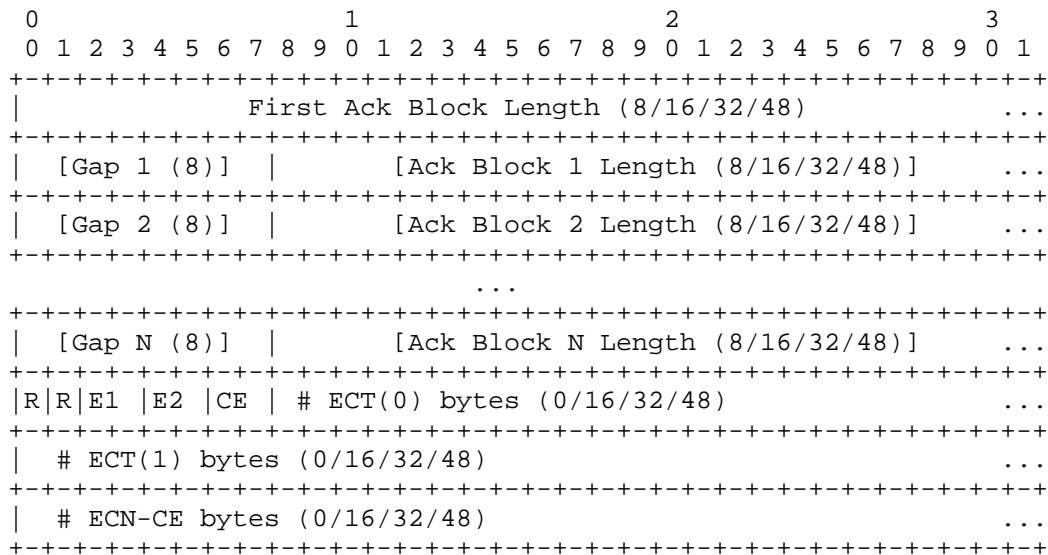 0                   1                   2                   3
 0 1 2 3 4 5 6 7 8 9 0 1 2 3 4 5 6 7 8 9 0 1 2 3 4 5 6 7 8 9 0 1
+-+-+-+-+-+-+-+-+-+-+-+-+-+-+-+-+-+-+-+-+-+-+-+-+-+-+-+-+-+-+-+-+
|              First Ack Block Length (8/16/32/48)            ...
+-+-+-+-+-+-+-+-+-+-+-+-+-+-+-+-+-+-+-+-+-+-+-+-+-+-+-+-+-+-+-+-+
|  [Gap 1 (8)]  |       [Ack Block 1 Length (8/16/32/48)]     ...
+-+-+-+-+-+-+-+-+-+-+-+-+-+-+-+-+-+-+-+-+-+-+-+-+-+-+-+-+-+-+-+-+
|  [Gap 2 (8)]  |       [Ack Block 2 Length (8/16/32/48)]     ...
+-+-+-+-+-+-+-+-+-+-+-+-+-+-+-+-+-+-+-+-+-+-+-+-+-+-+-+-+-+-+-+-+
                             ...
+-+-+-+-+-+-+-+-+-+-+-+-+-+-+-+-+-+-+-+-+-+-+-+-+-+-+-+-+-+-+-+-+
|  [Gap N (8)]  |       [Ack Block N Length (8/16/32/48)]     ...
+-+-+-+-+-+-+-+-+-+-+-+-+-+-+-+-+-+-+-+-+-+-+-+-+-+-+-+-+-+-+-+-+
|R|R|E1 |E2 |CE | # ECT(0) bytes (0/16/32/48)                 ...
+-+-+-+-+-+-+-+-+-+-+-+-+-+-+-+-+-+-+-+-+-+-+-+-+-+-+-+-+-+-+-+-+
|  # ECT(1) bytes (0/16/32/48)                                ...
+-+-+-+-+-+-+-+-+-+-+-+-+-+-+-+-+-+-+-+-+-+-+-+-+-+-+-+-+-+-+-+-+
|  # ECN-CE bytes (0/16/32/48)                                ...
+-+-+-+-+-+-+-+-+-+-+-+-+-+-+-+-+-+-+-+-+-+-+-+-+-+-+-+-+-+-+-+-+